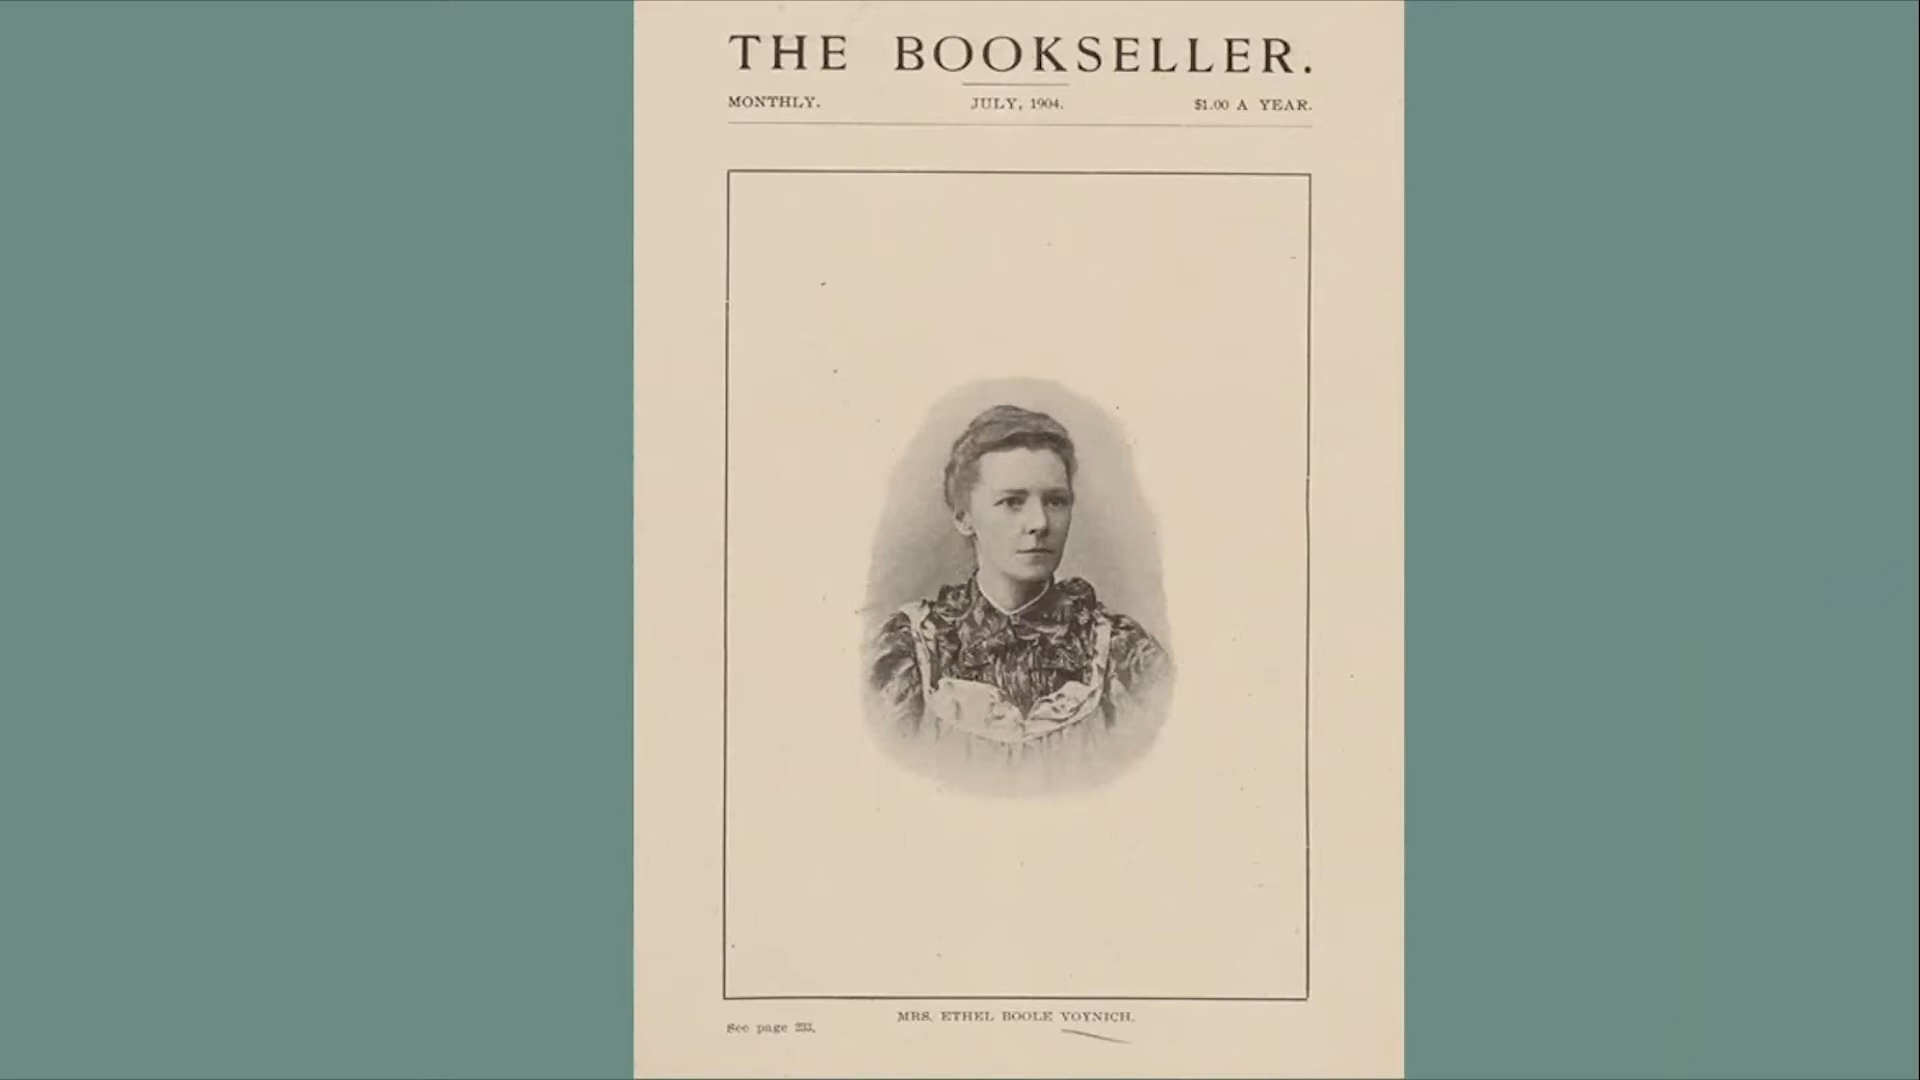 THE BOOKSELLER.
MONTHLY. JULY, 1904. $1.00 A YEAR.
MRS. ETHEL BOOLE VOYNICH.
See page 233.